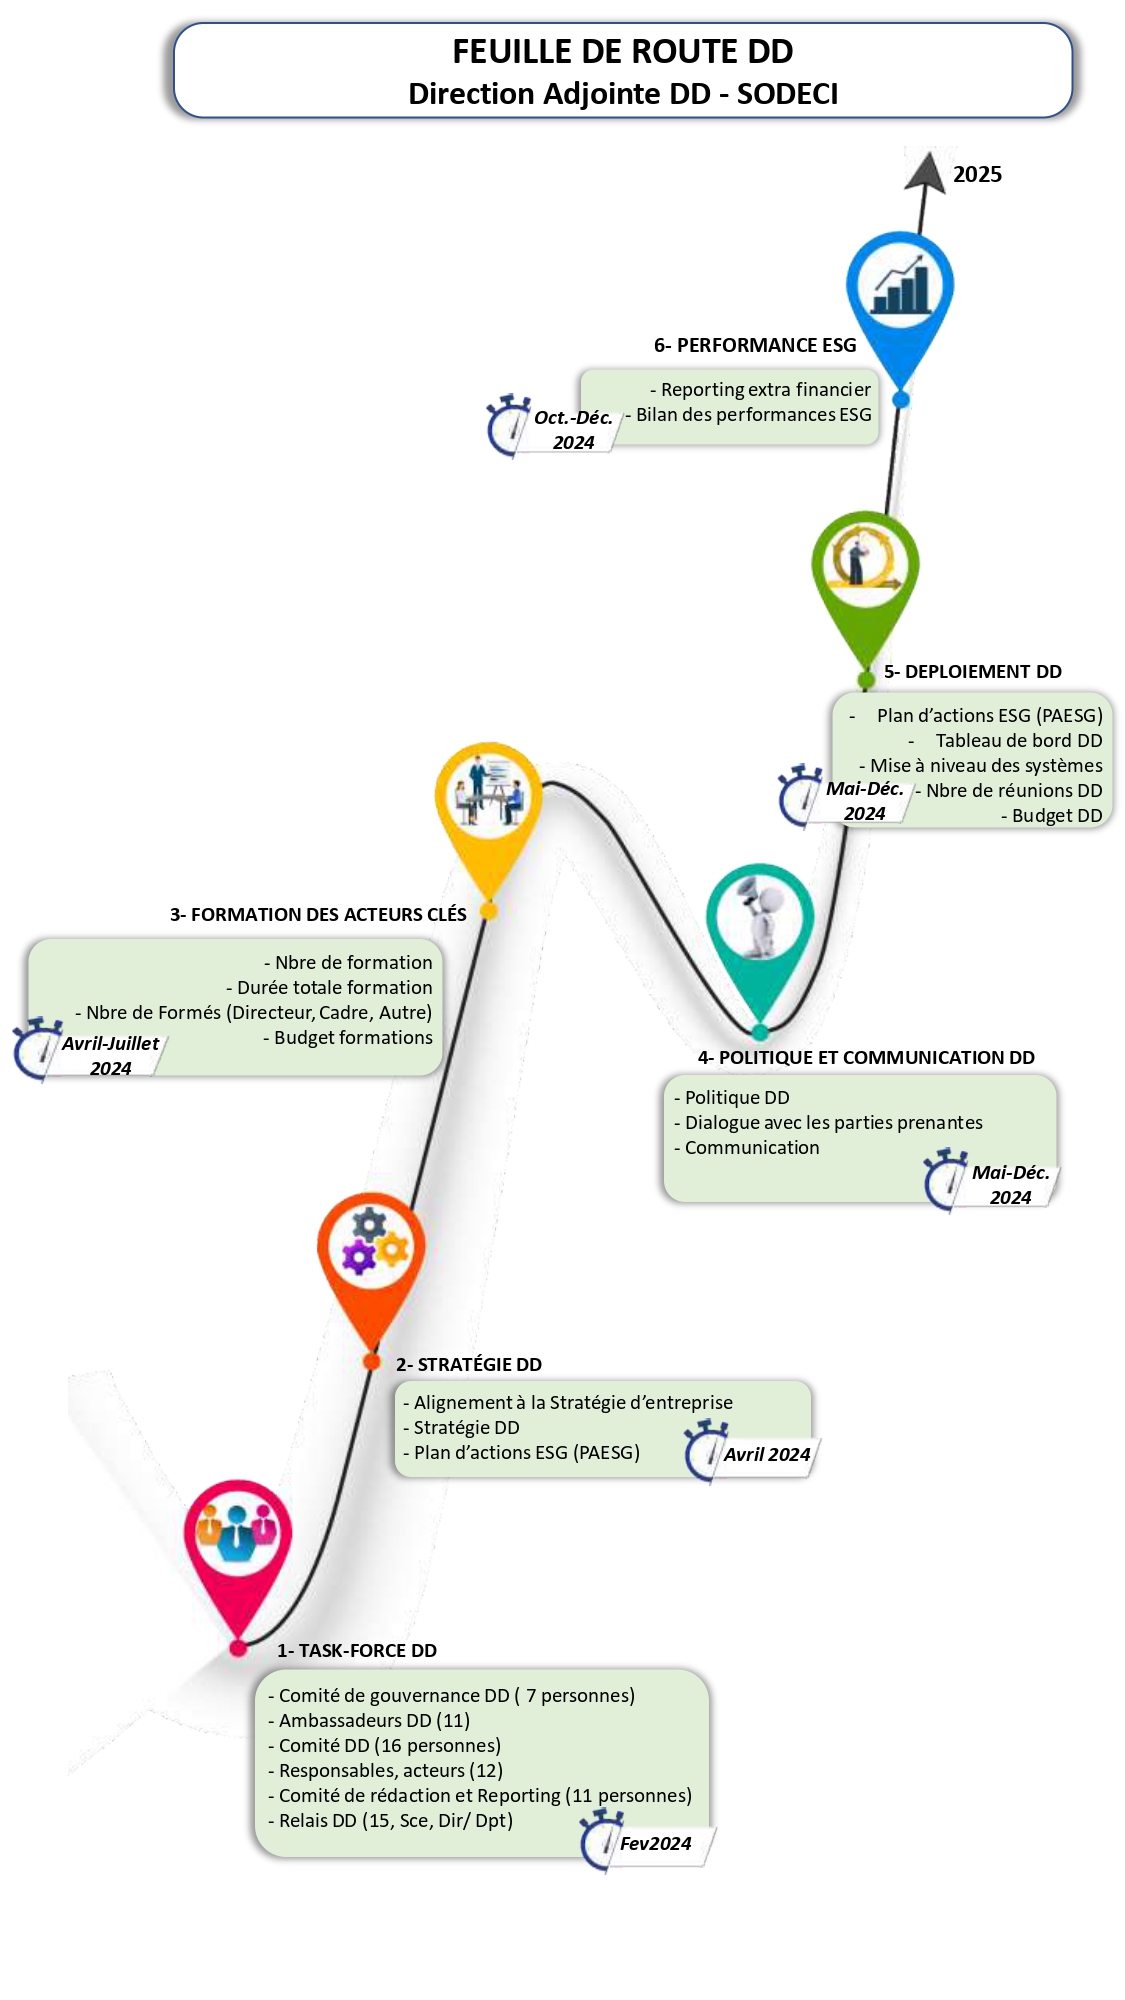 FEUILLE DE ROUTE DD
Direction Adjointe DD - SODECI
2025
6- PERFORMANCE ESG
- Reporting extra financier
- Bilan des performances ESG
Oct.-Déc.
2024
5- DEPLOIEMENT DD
- Plan d’actions ESG (PAESG)
- Tableau de bord DD
- Mise à niveau des systèmes
- Nbre de réunions DD
- Budget DD
Mai-Déc.
2024
3- FORMATION DES ACTEURS CLÉS
- Nbre de formation
- Durée totale formation
- Nbre de Formés (Directeur, Cadre, Autre)
- Budget formations
Avril-Juillet
2024
4- POLITIQUE ET COMMUNICATION DD
- Politique DD
- Dialogue avec les parties prenantes
- Communication
Mai-Déc.
2024
2- STRATÉGIE DD
- Alignement à la Stratégie d’entreprise
- Stratégie DD
- Plan d’actions ESG (PAESG)
Avril 2024
1- TASK-FORCE DD
- Comité de gouvernance DD ( 7 personnes)
- Ambassadeurs DD (11)
- Comité DD (16 personnes)
- Responsables, acteurs (12)
- Comité de rédaction et Reporting (11 personnes)
- Relais DD (15, Sce, Dir/ Dpt)
Fev2024